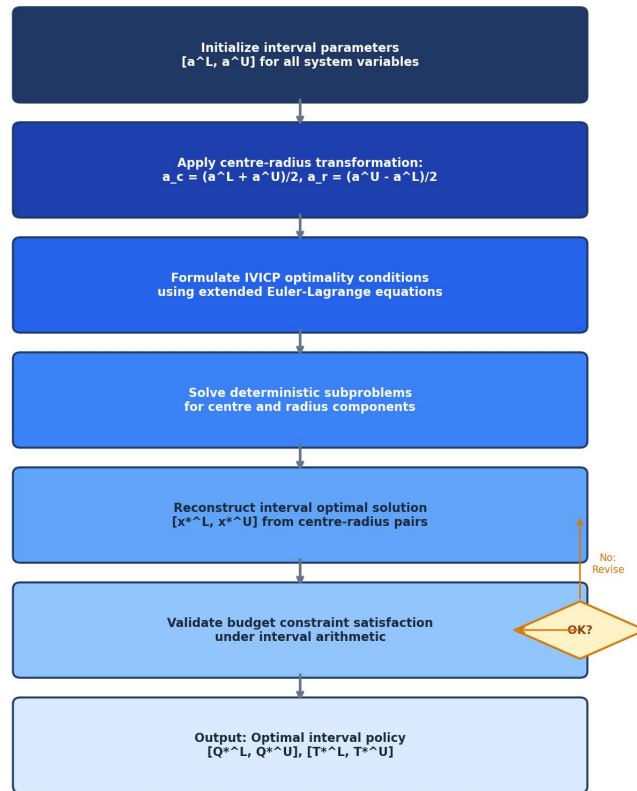 Initialize interval parameters
[a^L, a^U] for all system variables
Apply centre-radius transformation:
a_c = (a^L + a^U)/2, a_r = (a^U - a^L)/2
Formulate IVICP optimality conditions
using extended Euler-Lagrange equations
Solve deterministic subproblems
for centre and radius components
Reconstruct interval optimal solution
[x*^L, x*^U] from centre-radius pairs
No:
Revise
Validate budget constraint satisfaction
under interval arithmetic
OK?
Output: Optimal interval policy
[Q*^L, Q*^U], [T*^L, T*^U]